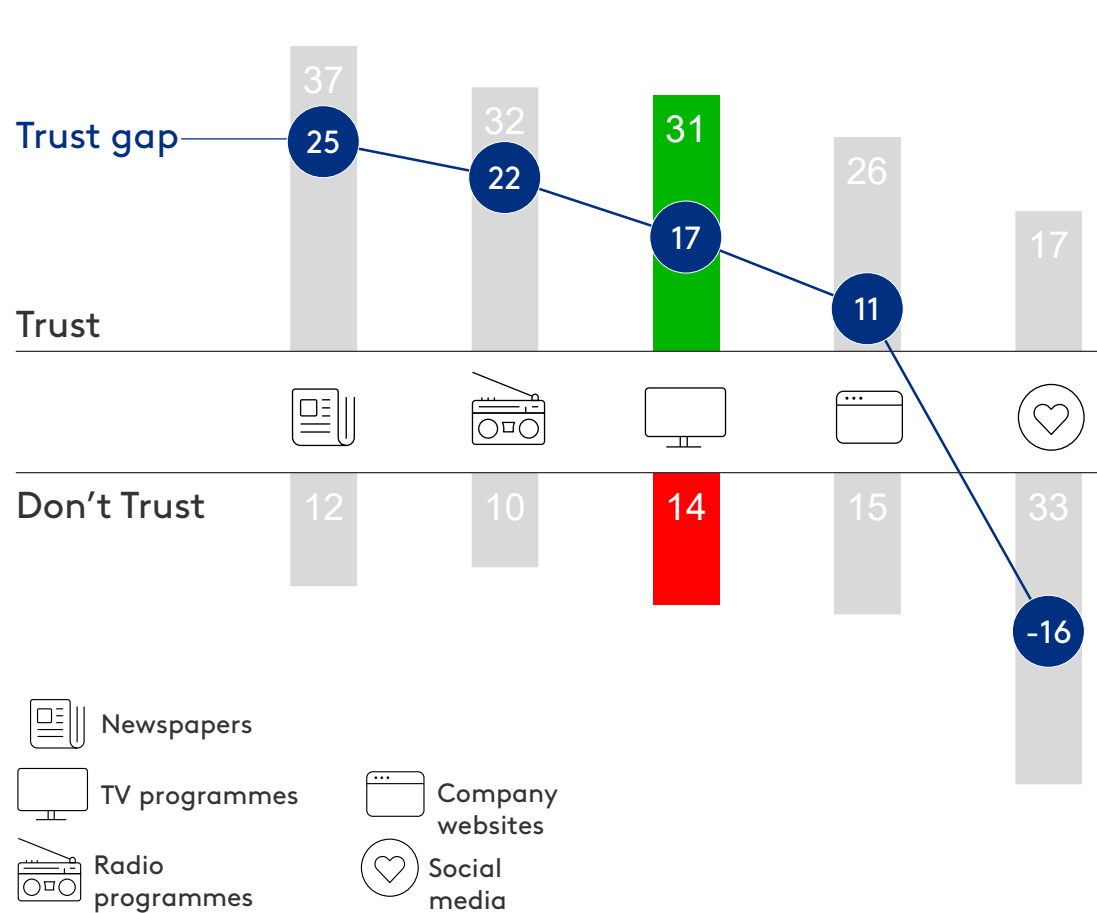 37
32
31
26
17
Trust gap
25
22
17
11
-16
Trust
Don't Trust
12
10
14
15
33
Newspapers
TV programmes
Radio
programmes
Company
websites
Social
media